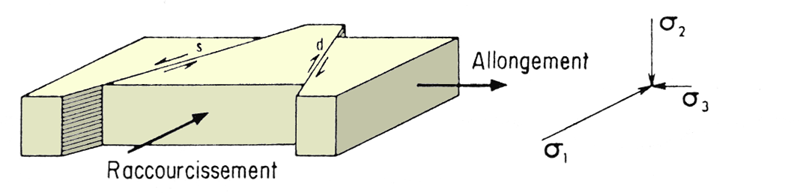 s
d
Allongement
Raccourcissement
σ2
σ3
σ1